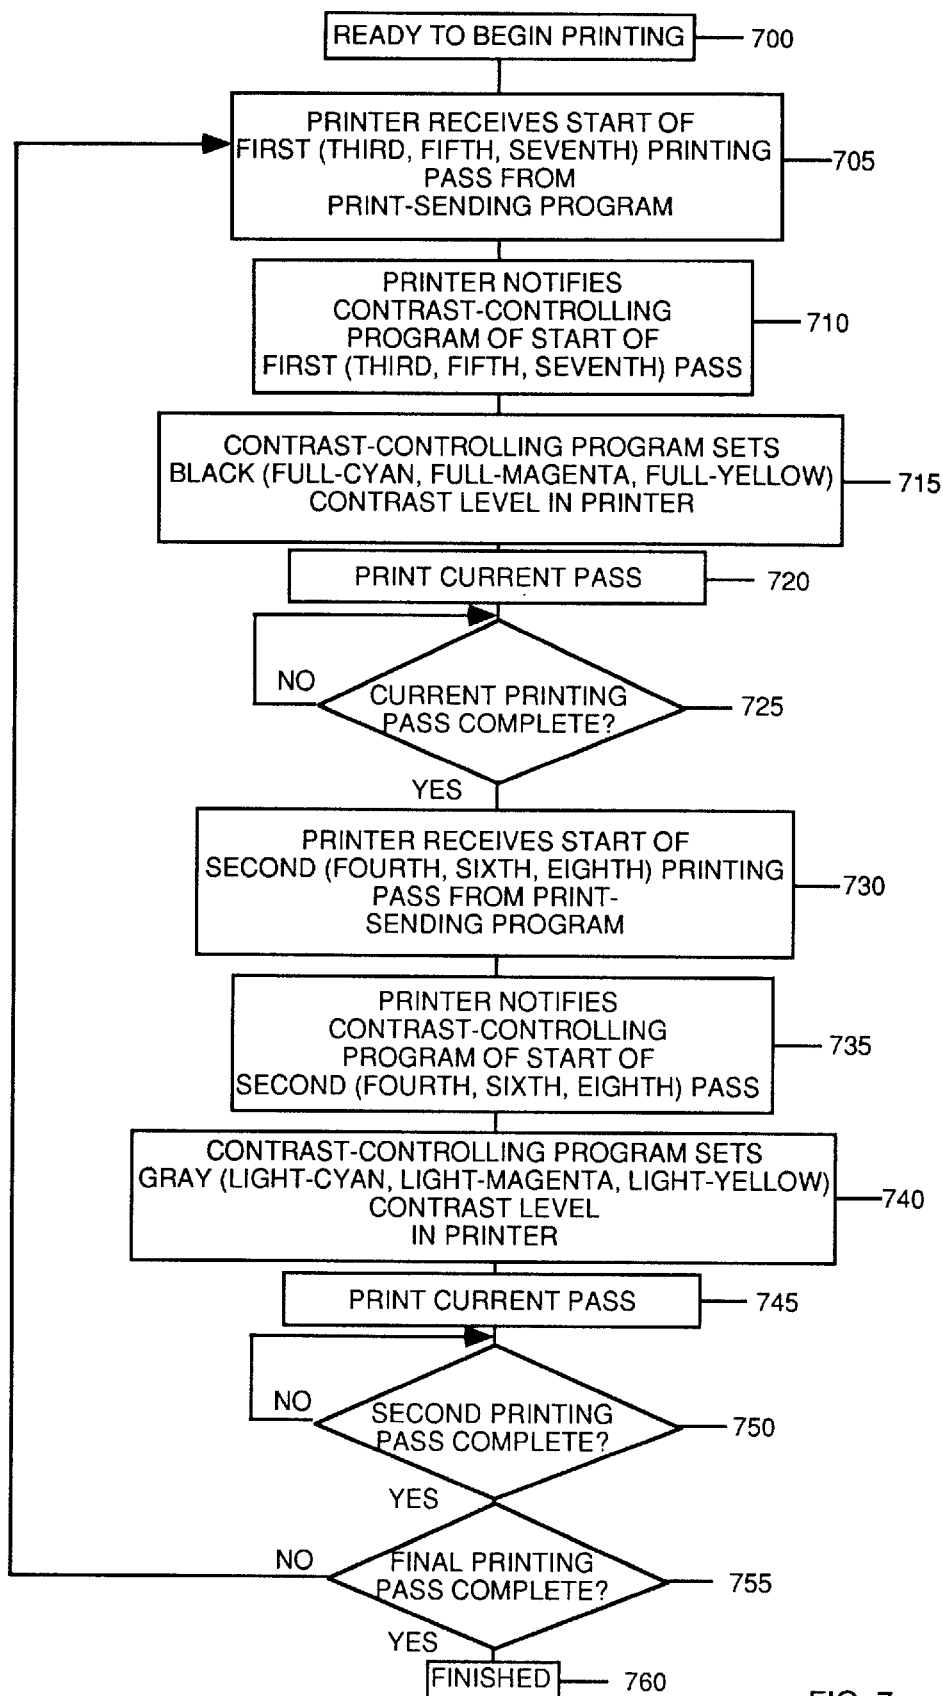 READY TO BEGIN PRINTING
700
PRINTER RECEIVES START OF
FIRST (THIRD, FIFTH, SEVENTH) PRINTING
PASS FROM
PRINT-SENDING PROGRAM
705
PRINTER NOTIFIES
CONTRAST-CONTROLLING
PROGRAM OF START OF
FIRST (THIRD, FIFTH, SEVENTH) PASS
710
CONTRAST-CONTROLLING PROGRAM SETS
BLACK (FULL-CYAN, FULL-MAGENTA, FULL-YELLOW)
CONTRAST LEVEL IN PRINTER
715
PRINT CURRENT PASS
720
NO
CURRENT PRINTING
PASS COMPLETE?
725
YES
PRINTER RECEIVES START OF
SECOND (FOURTH, SIXTH, EIGHTH) PRINTING
PASS FROM PRINT-
SENDING PROGRAM
730
PRINTER NOTIFIES
CONTRAST-CONTROLLING
PROGRAM OF START OF
SECOND (FOURTH, SIXTH, EIGHTH) PASS
735
CONTRAST-CONTROLLING PROGRAM SETS
GRAY (LIGHT-CYAN, LIGHT-MAGENTA, LIGHT-YELLOW)
CONTRAST LEVEL
IN PRINTER
740
PRINT CURRENT PASS
745
NO
SECOND PRINTING
PASS COMPLETE?
750
YES
NO
FINAL PRINTING
PASS COMPLETE?
755
YES
FINISHED
760
FIG. 7